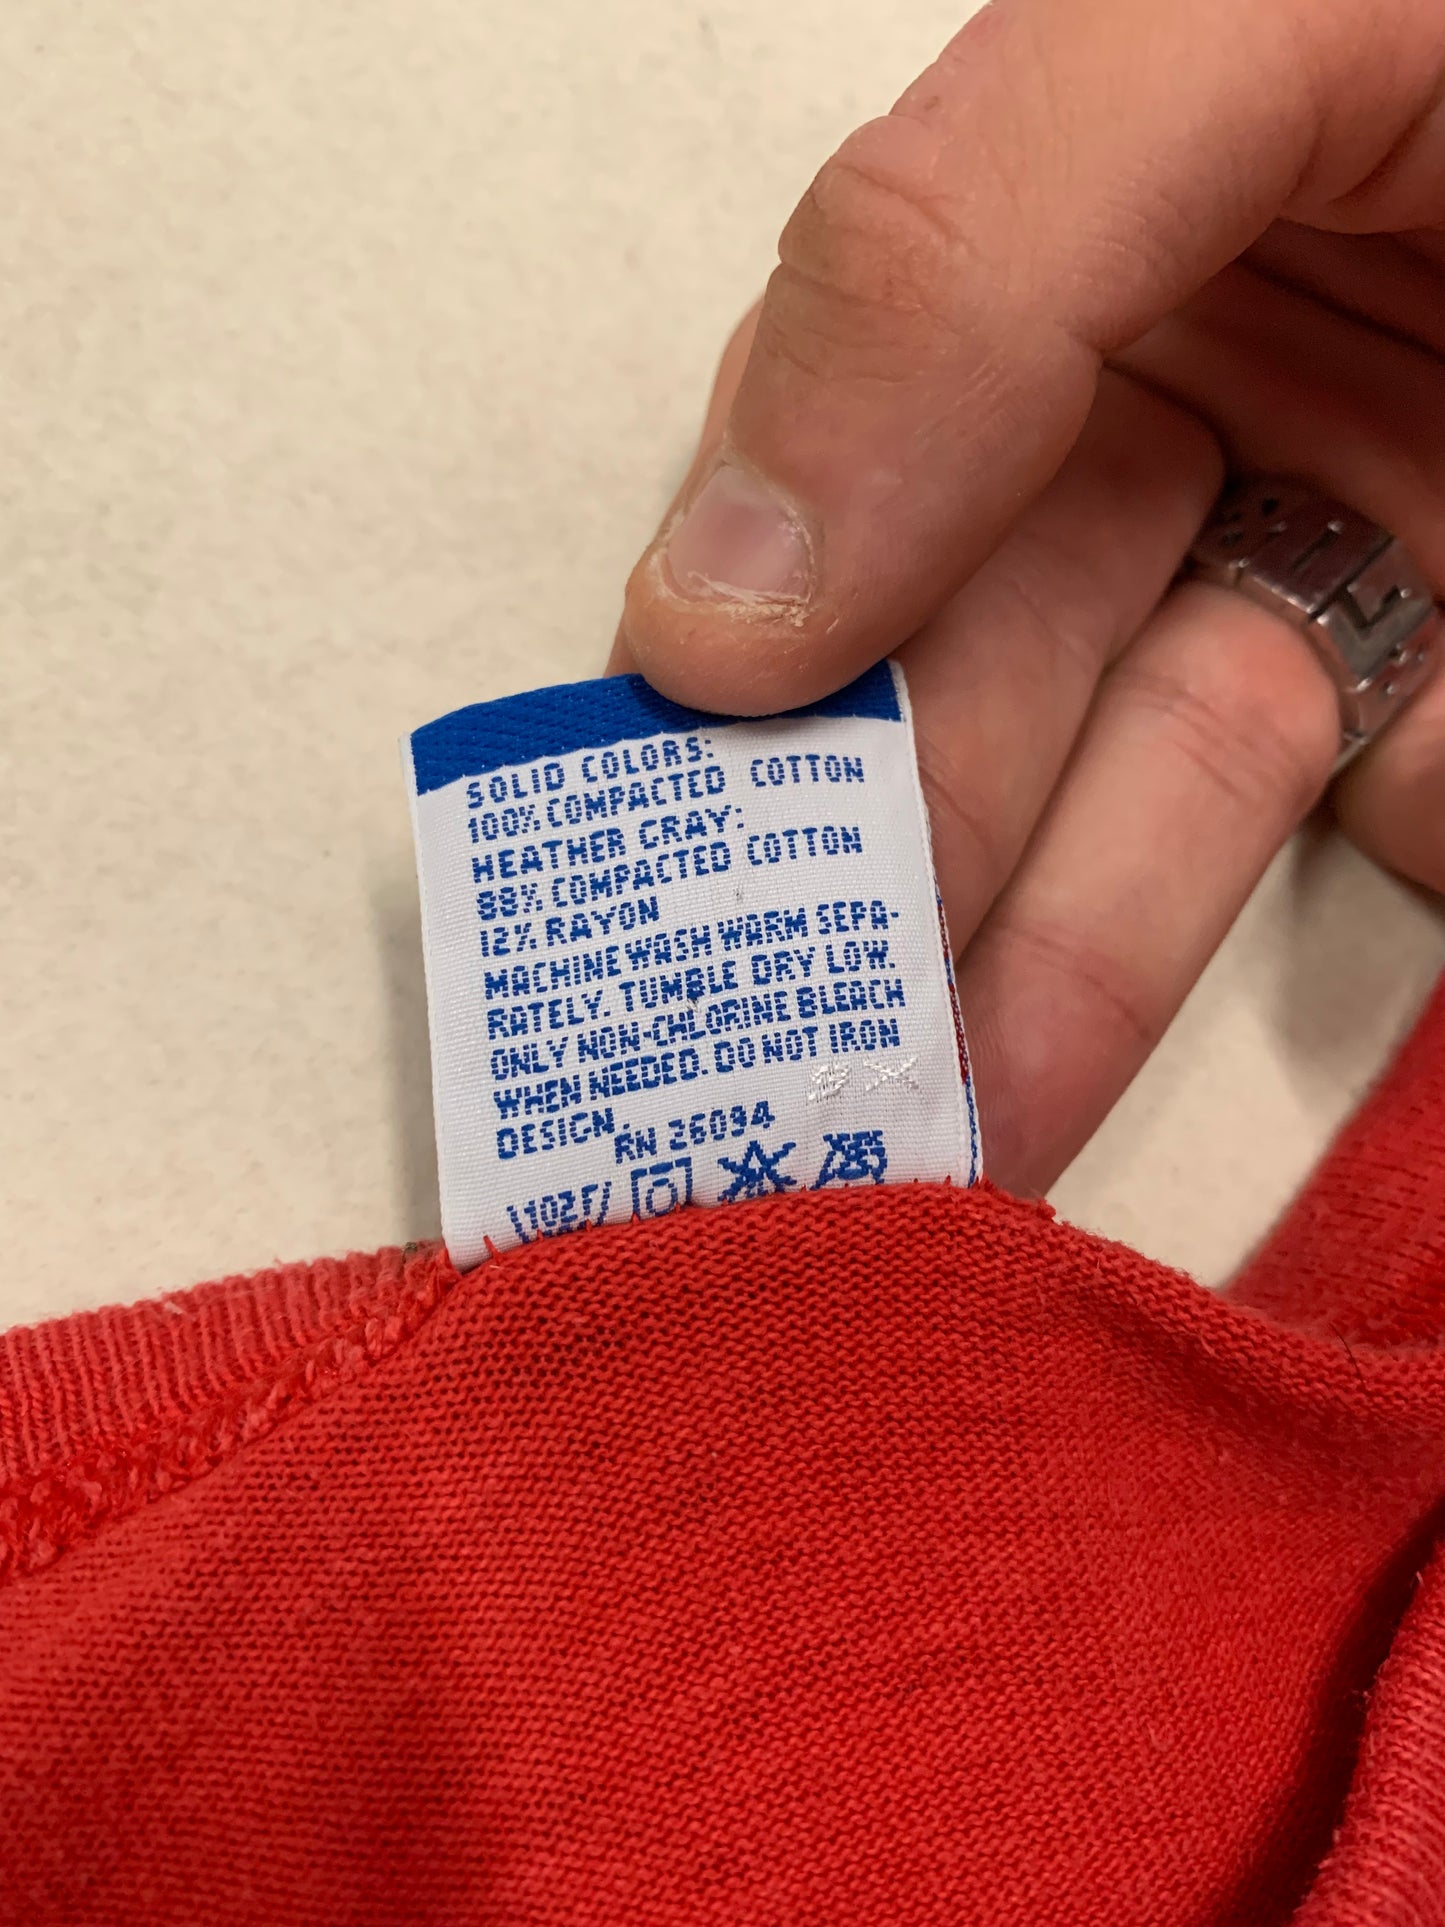 SOLID COLORS:
100% COMPACTED COTTON
HEATHER GRAY:
88% COMPACTED COTTON
12% RAYON
MACHINE WASH WARM SEPA-
RATELY. TUMBLE DRY LOW.
ONLY NON-CHLORINE BLEACH
WHEN NEEDED. DO NOT IRON
DESIGN.
RN 26094